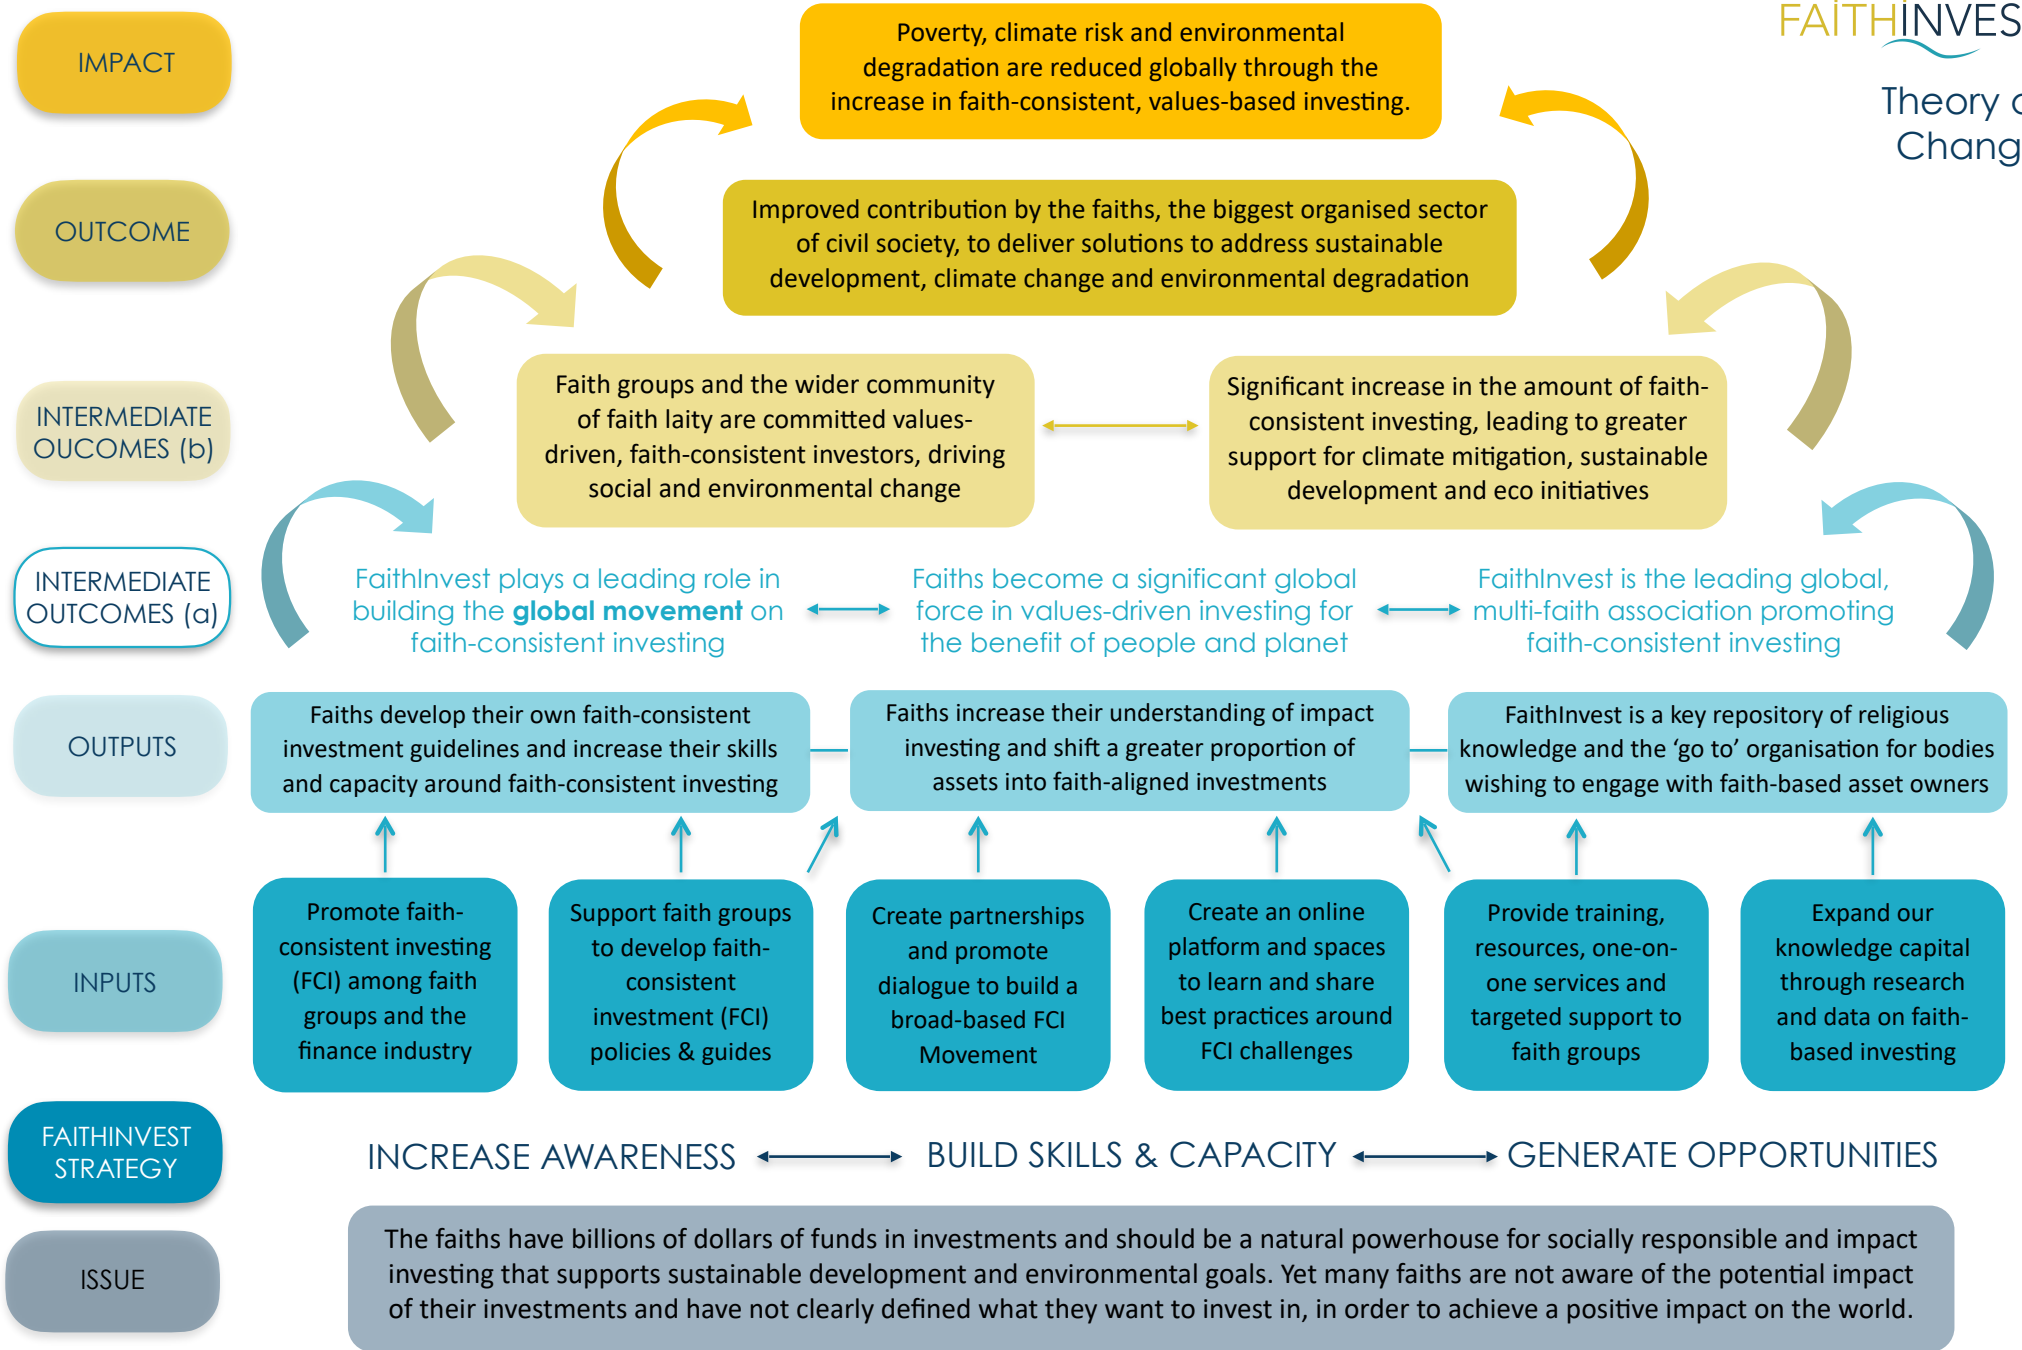 IMPACT
Poverty, climate risk and environmental
degradation are reduced globally through the
increase in faith-consistent, values-based investing.
FAITHINVES
Theory
Chang
OUTCOME
Improved contribution by the faiths, the biggest organised sector
of civil society, to deliver solutions to address sustainable
development, climate change and environmental degradation
INTERMEDIATE
OUCOMES (b)
Faith groups and the wider community
of faith laity are committed values-
driven, faith-consistent investors, driving
social and environmental change
Significant increase in the amount of faith-
consistent investing, leading to greater
support for climate mitigation, sustainable
development and eco initiatives
INTERMEDIATE
OUTCOMES (a)
FaithInvest plays a leading role in
building the global movement on
faith-consistent investing
Faiths become a significant global
force in values-driven investing for
the benefit of people and planet
FaithInvest is the leading global,
multi-faith association promoting
faith-consistent investing
OUTPUTS
Faiths develop their own faith-consistent
investment guidelines and increase their skills
and capacity around faith-consistent investing
Faiths increase their understanding of impact
investing and shift a greater proportion of
assets into faith-aligned investments
FaithInvest is a key repository of religious
knowledge and the ‘go to’ organisation for bodies
wishing to engage with faith-based asset owners
INPUTS
Promote faith-
consistent investing
(FCI) among faith
groups and the
finance industry
Support faith groups
to develop faith-
consistent
investment (FCI)
policies & guides
Create partnerships
and promote
dialogue to build a
broad-based FCI
Movement
Create an online
platform and spaces
to learn and share
best practices around
FCI challenges
Provide training,
resources, one-on-
one services and
targeted support to
faith groups
Expand our
knowledge capital
through research
and data on faith-
based investing
FAITHINVEST
STRATEGY
INCREASE AWARENESS
BUILD SKILLS & CAPACITY
GENERATE OPPORTUNITIES
ISSUE
The faiths have billions of dollars of funds in investments and should be a natural powerhouse for socially responsible and impact
investing that supports sustainable development and environmental goals. Yet many faiths are not aware of the potential impact
of their investments and have not clearly defined what they want to invest in, in order to achieve a positive impact on the world.